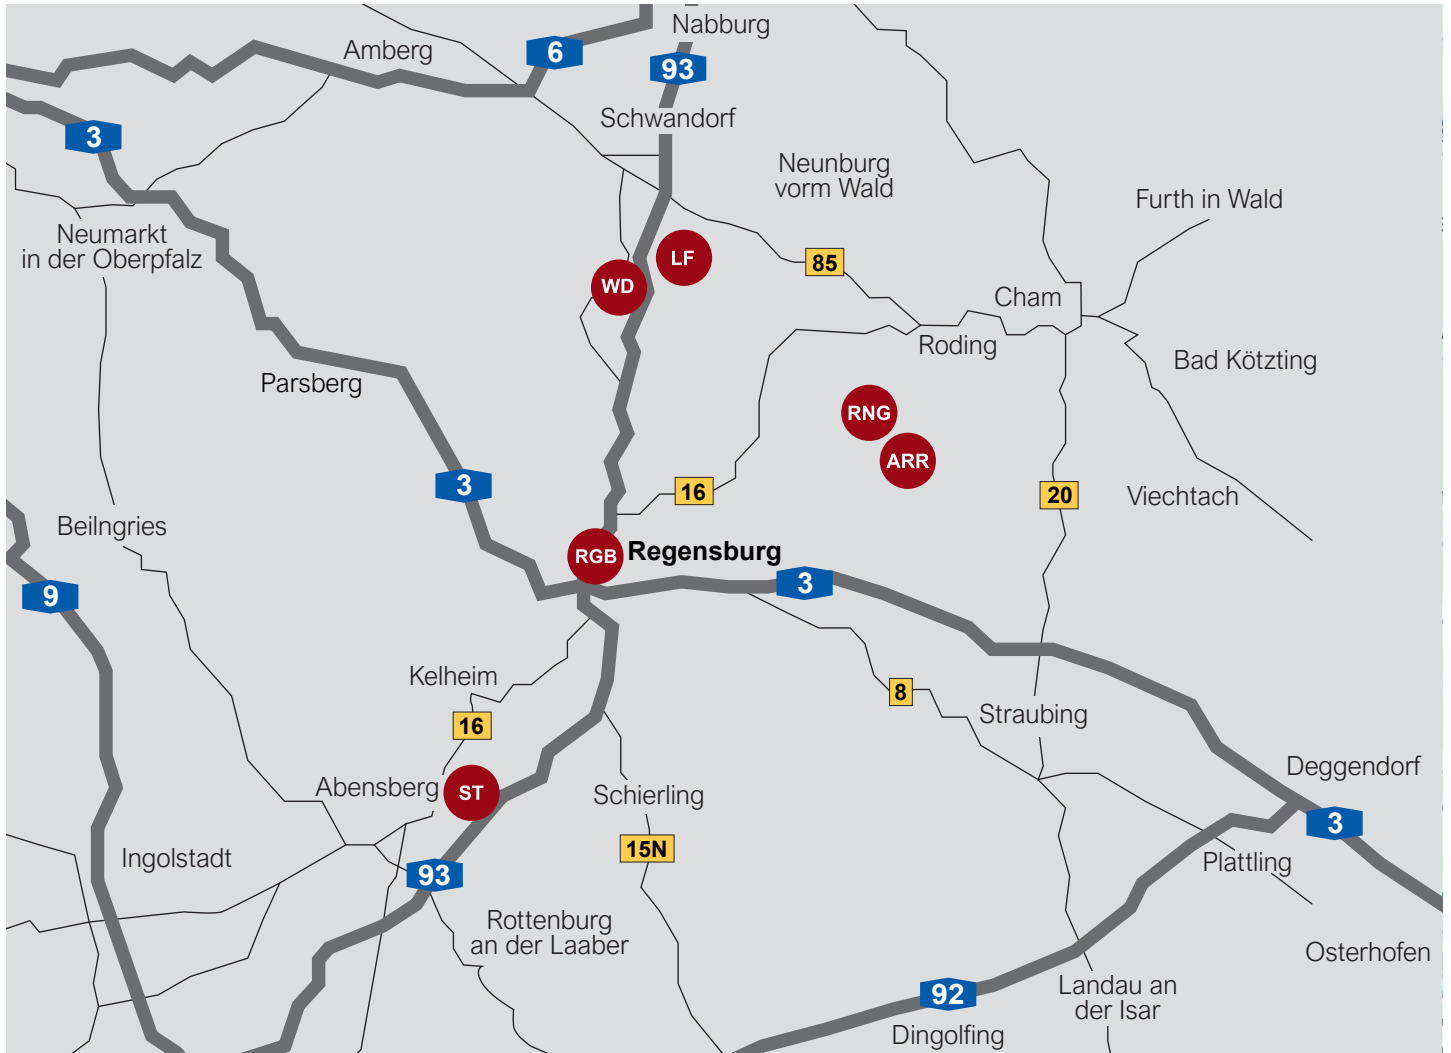 Nabburg
Amberg
6
93
Schwandorf
3
Neunburg
vorm Wald
Furth in Wald
Neumarkt
in der Oberpfalz
LF
85
WD
Cham
Roding
Bad Kötzting
Parsberg
RNG
ARR
3
16
20
Viechtach
Beilngries
RGB
Regensburg
3
9
Kelheim
8
Straubing
16
Deggendorf
Abensberg
ST
Schierling
3
15N
Ingolstadt
Plattling
93
Rottenburg
an der Laaber
Osterhofen
92
Landau an
der Isar
Dingolfing